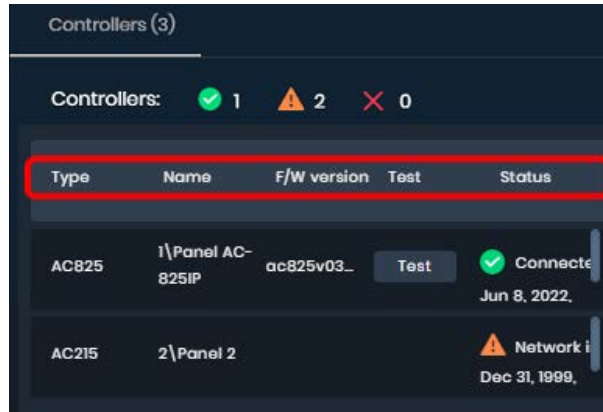 Controllers (3)
Controllers: 1 2 0
Type Name F/W version Test Status
1\Panel AC-
AC825 825IP ac825v03... Test Connecte
Jun 8, 2022,
AC215 2\Panel 2 Network i
Dec 31, 1999,